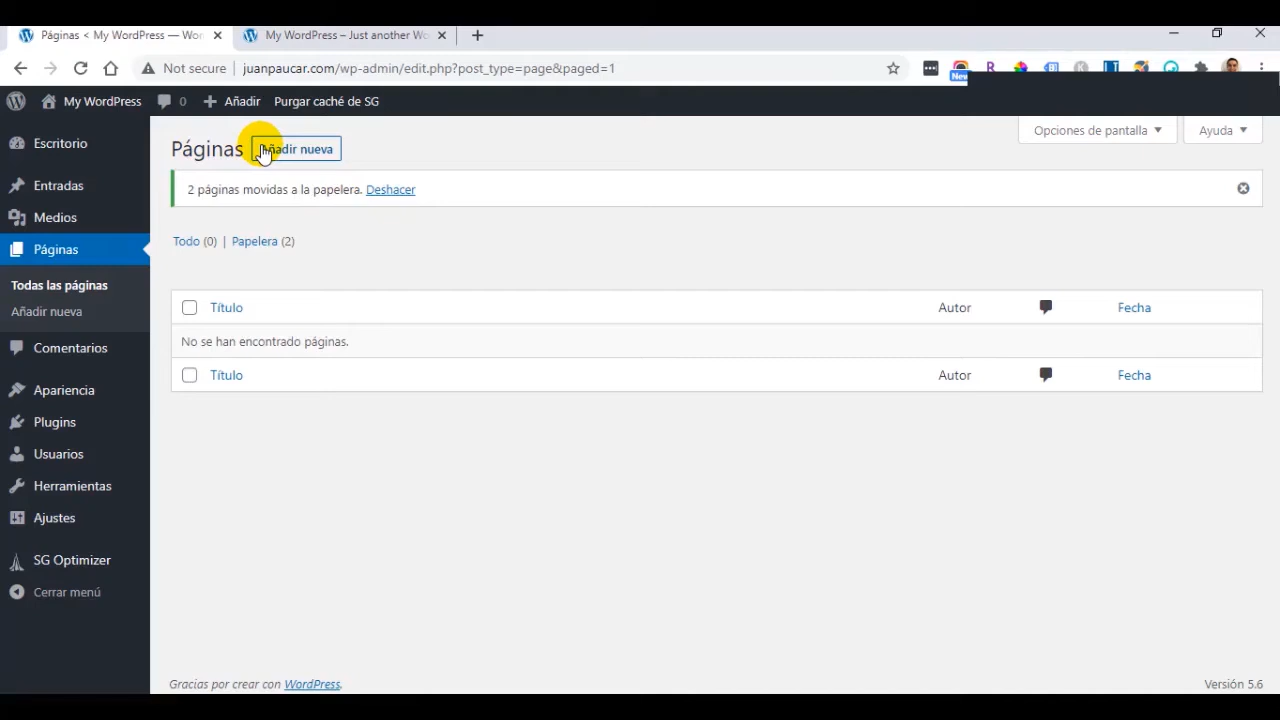 Páginas < My WordPress — Wor
My WordPress – Just another Wo
Not secure
juanpaucar.com/wp-admin/edit.php?post_type=page&paged=1
New
My WordPress
0
Añadir
Purgar caché de SG
Escritorio
Entradas
Medios
Páginas
Todas las páginas
Añadir nueva
Comentarios
Apariencia
Plugins
Usuarios
Herramientas
Ajustes
SG Optimizer
Cerrar menú
Opciones de pantalla
Ayuda
Páginas
Añadir nueva
2 páginas movidas a la papelera. Deshacer
Todo (0) | Papelera (2)
Título Autor Fecha
No se han encontrado páginas.
Título Autor Fecha
Gracias por crear con WordPress.
Versión 5.6